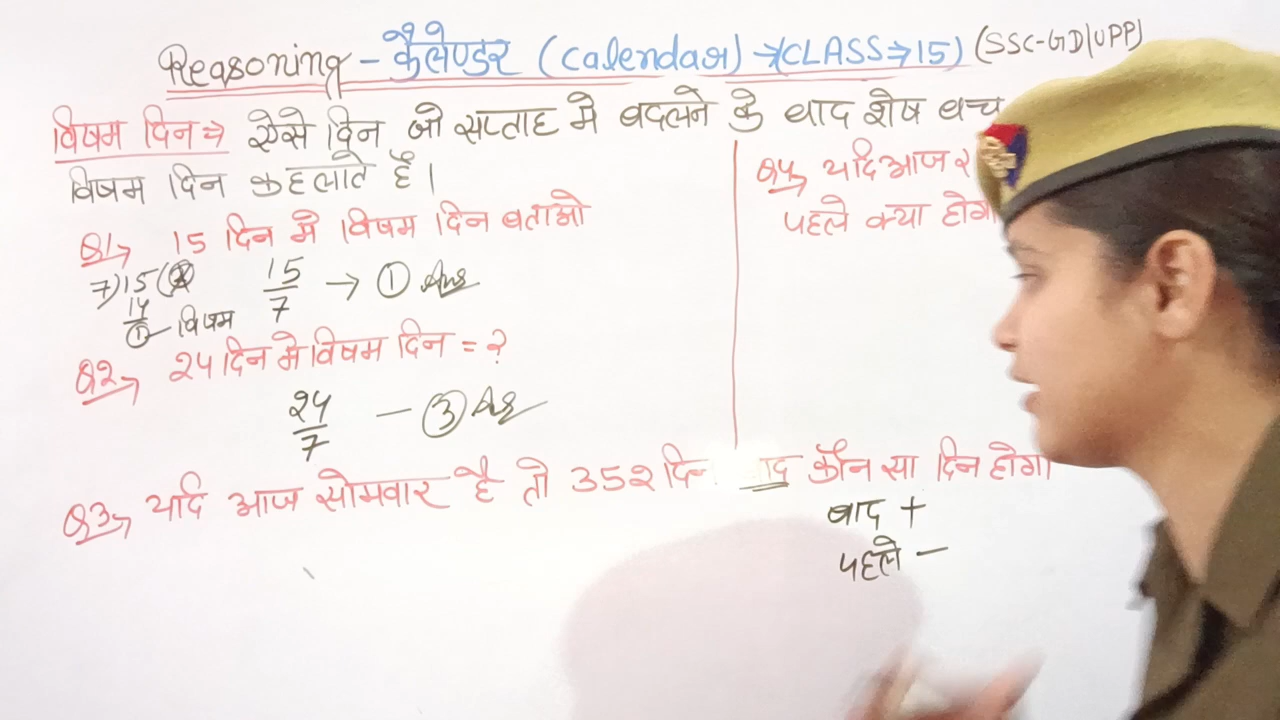 Reasoning - कैलेण्डर (Calendar) → (CLASS → 15) (SSC-GD|UPP)
विषम दिन ⇒ ऐसे दिन जो सप्ताह मे बदलने के बाद शेष बच
विषम दिन कहलाते है।
Q1→ 15 दिन मे विषम दिन बताओ
7)15(2
14
1 - विषम
15/7 → 1 Ans
Q2→ 24 दिन मे विषम दिन = ?
24/7 - 3 Ans
Q3→ यदि आज सोमवार है तो 352 दिन बाद कौन सा दिन होगा
बाद +
पहले -
Q4→ यदि आज
पहले क्या होगा